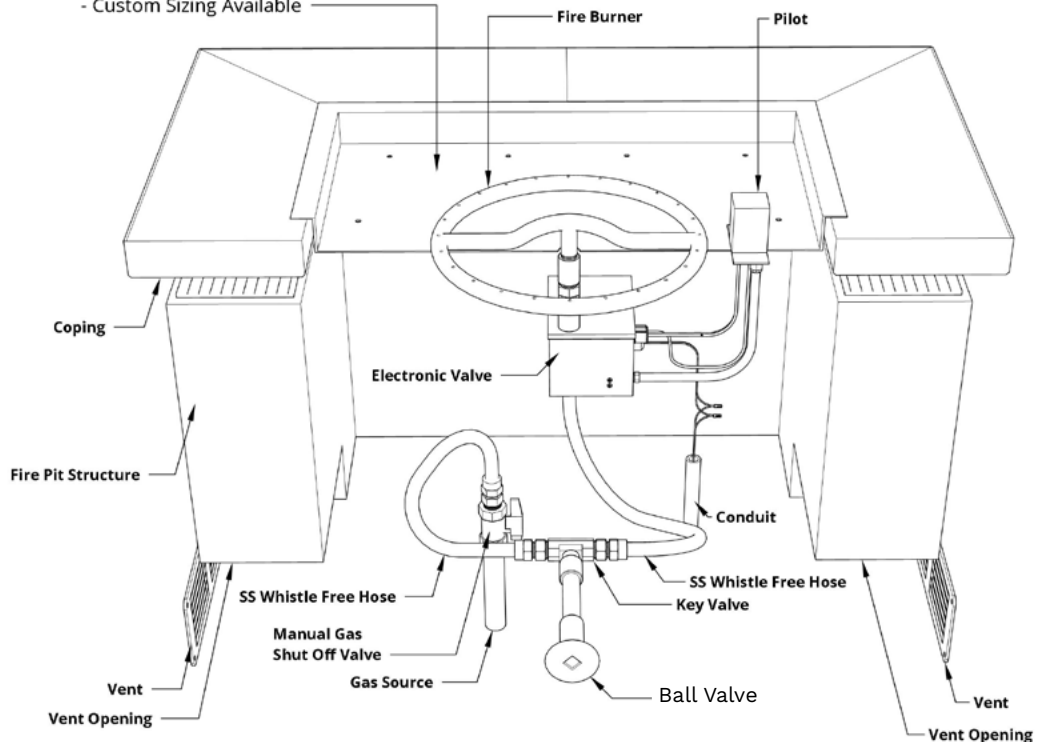 - Custom Sizing Available
Fire Burner
Pilot
Coping
Electronic Valve
Fire Pit Structure
Conduit
SS Whistle Free Hose
SS Whistle Free Hose
Key Valve
Manual Gas
Shut Off Valve
Gas Source
Ball Valve
Vent
Vent Opening
Vent
Vent Opening